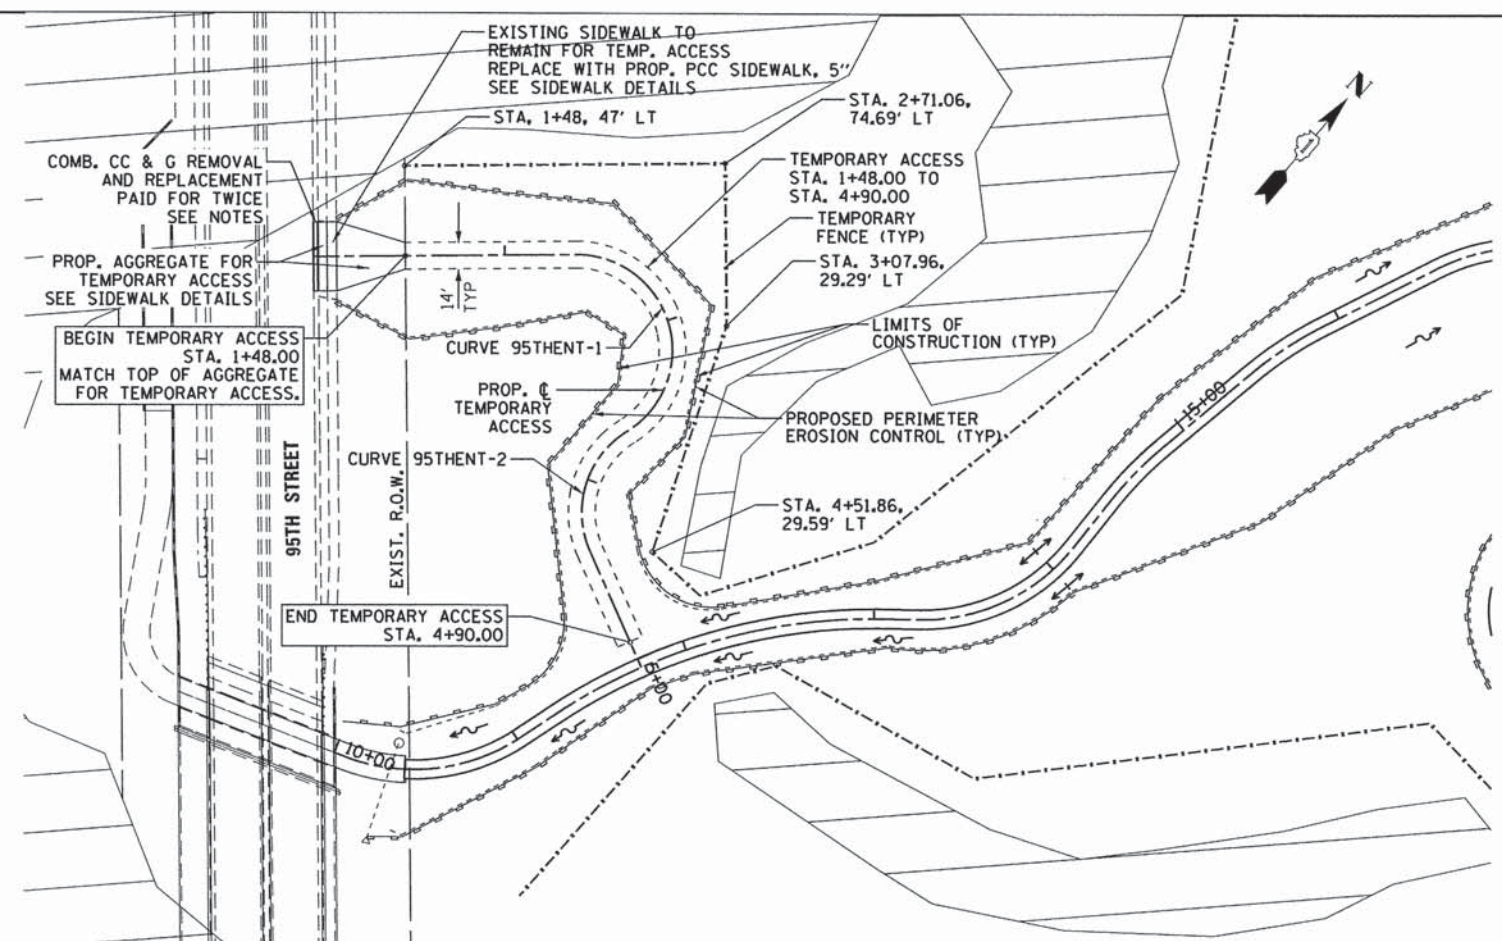 EXISTING SIDEWALK TO
REMAIN FOR TEMP. ACCESS
REPLACE WITH PROP. PCC SIDEWALK, 5"
SEE SIDEWALK DETAILS
STA. 1+48, 47' LT
STA. 2+71.06,
74.69' LT
N
COMB. CC & G REMOVAL
AND REPLACEMENT
PAID FOR TWICE
SEE NOTES
TEMPORARY ACCESS
STA. 1+48.00 TO
STA. 4+90.00
TEMPORARY
FENCE (TYP)
PROP. AGGREGATE FOR
TEMPORARY ACCESS
SEE SIDEWALK DETAILS
STA. 3+07.96,
29.29' LT
14'
TYP
BEGIN TEMPORARY ACCESS
STA. 1+48.00
MATCH TOP OF AGGREGATE
FOR TEMPORARY ACCESS.
CURVE 95THENT-1
LIMITS OF
CONSTRUCTION (TYP)
PROP. ℄
TEMPORARY
ACCESS
PROPOSED PERIMETER
EROSION CONTROL (TYP)
15+00
95TH STREET
EXIST. R.O.W.
CURVE 95THENT-2
STA. 4+51.86,
29.59' LT
END TEMPORARY ACCESS
STA. 4+90.00
10+00